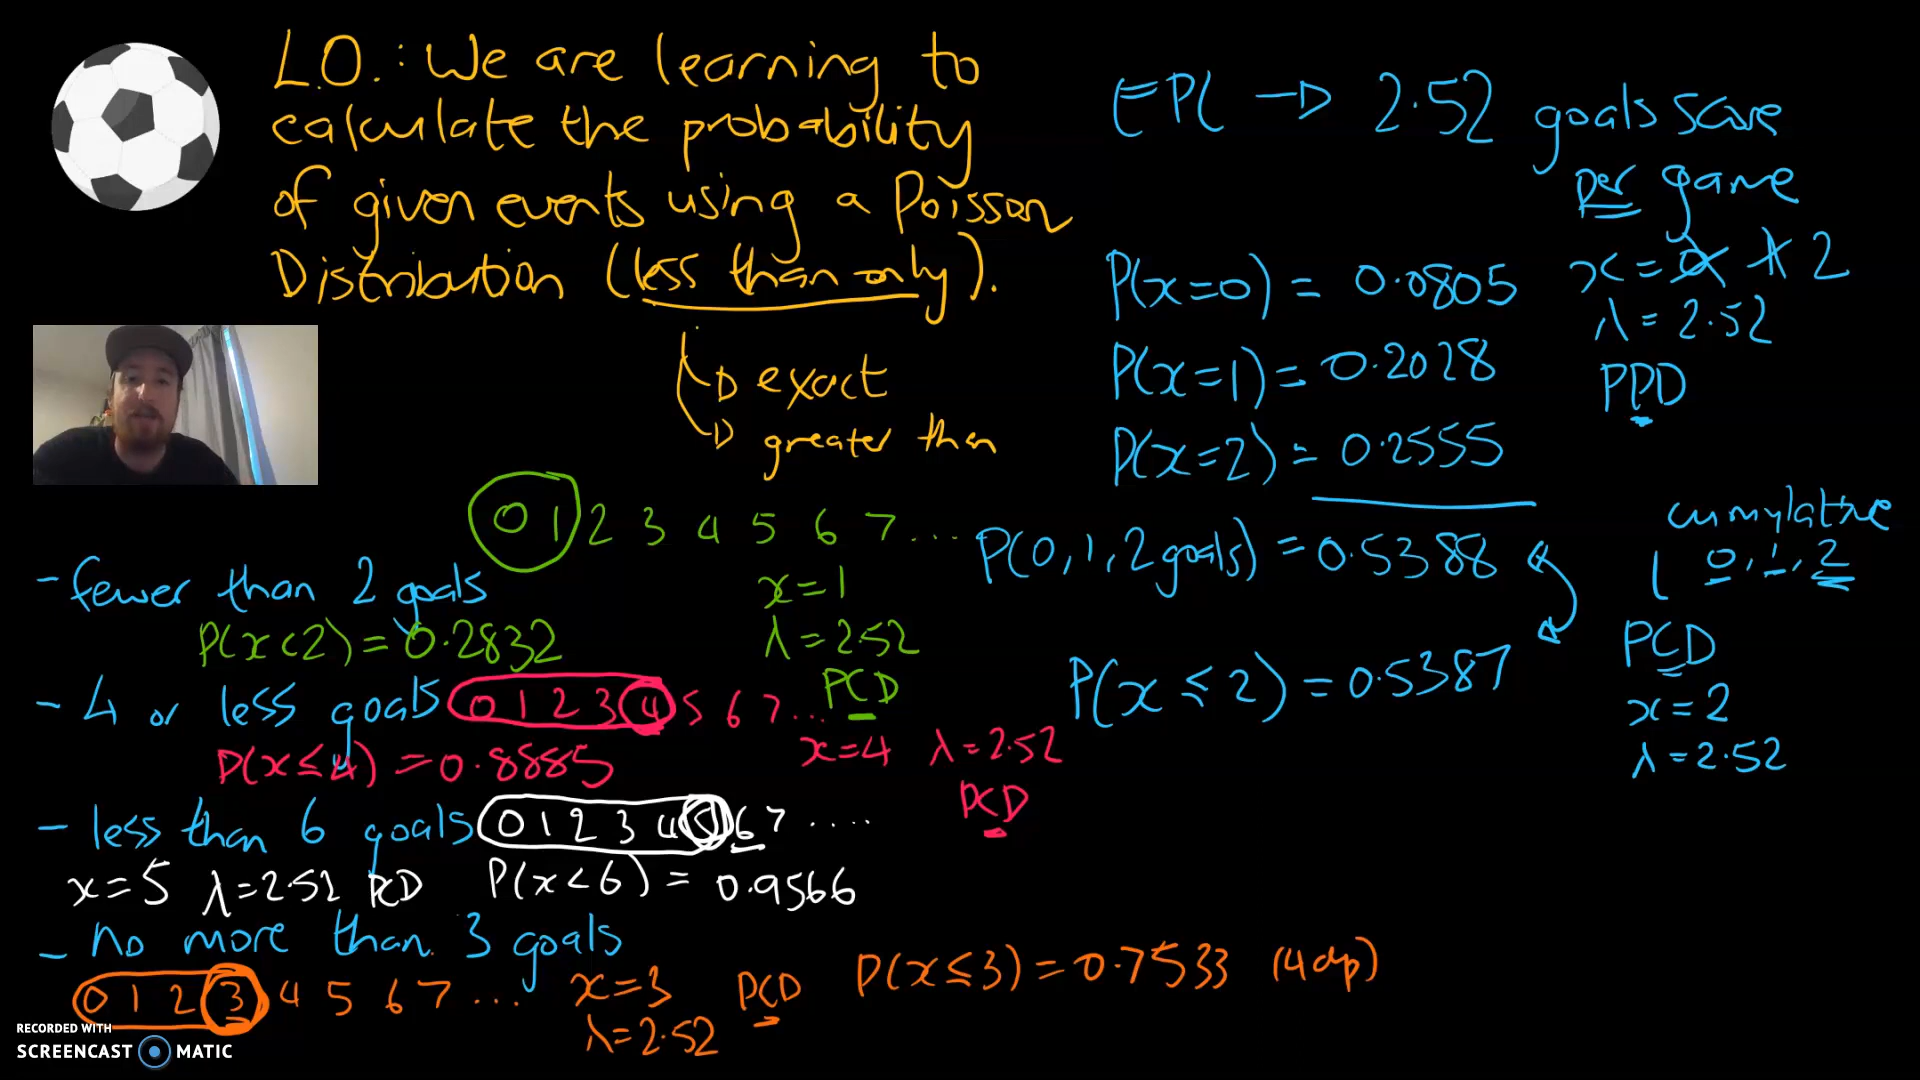 L.O.: We are learning to
calculate the probability
of given events using a Poisson
Distribution (less than only).
exact
greater than
EPL → 2.52 goals score
per game
P(x=0) = 0.0805
x = 0 1 2
λ = 2.52
P(x=1) = 0.2028
PPD
P(x=2) = 0.2555
cumulative
0, 1, 2
P(0,1,2 goals) = 0.5388
PCD
x = 2
λ = 2.52
P(x ≤ 2) = 0.5387
0 1 2 3 4 5 6 7 ...
- fewer than 2 goals
x = 1
P(x<2) = 0.2832
λ = 2.52
PCD
- 4 or less goals 0 1 2 3 4 5 6 7 ...
P(x ≤ 4) = 0.8885
x=4 λ = 2.52
PCD
- less than 6 goals 0 1 2 3 4 5 6 7 ....
x = 5 λ = 2.52 PCD P(x<6) = 0.9566
- no more than 3 goals
0 1 2 3 4 5 6 7 ... x = 3 PCD P(x ≤ 3) = 0.7533 (4dp)
λ = 2.52
RECORDED WITH
SCREENCAST MATIC